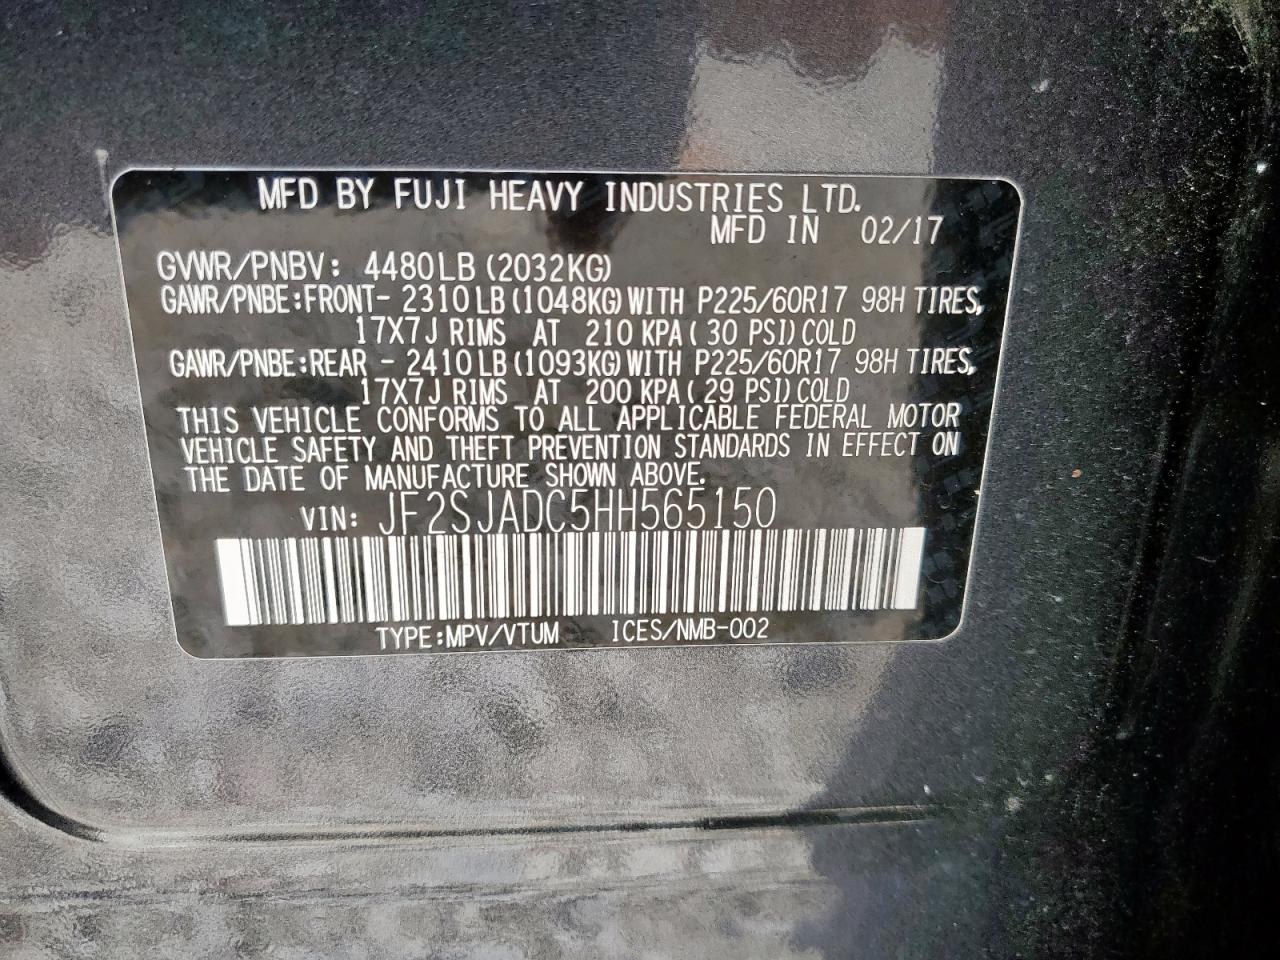 MFD BY FUJI HEAVY INDUSTRIES LTD.
MFD IN 02/17
GVWR/PNBV: 4480LB (2032KG)
GAWR/PNBE:FRONT- 2310LB (1048KG) WITH P225/60R17 98H TIRES,
17X7J RIMS AT 210 KPA (30 PSI) COLD
GAWR/PNBE:REAR - 2410LB (1093KG) WITH P225/60R17 98H TIRES,
17X7J RIMS AT 200 KPA (29 PSI) COLD
THIS VEHICLE CONFORMS TO ALL APPLICABLE FEDERAL MOTOR
VEHICLE SAFETY AND THEFT PREVENTION STANDARDS IN EFFECT ON
THE DATE OF MANUFACTURE SHOWN ABOVE.
VIN: JF2SJADC5HH565150
TYPE:MPV/VTUM ICES/NMB-002